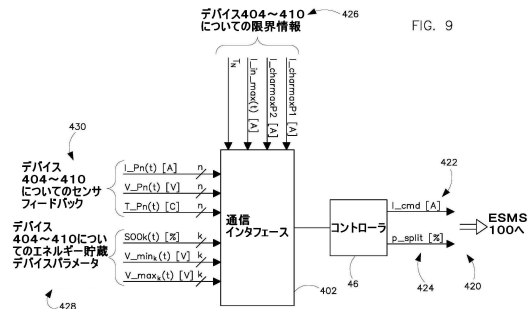 デバイス404～410
についての限界情報
426
FIG. 9
T_N
I_in_max(t) [A]
I_charmaxP2 [A]
I_charmaxP1 [A]
430
デバイス
404～410
についてのセンサ
フィードバック
I_Pn(t) [A] n
V_Pn(t) [V] n
T_Pn(t) [C] n
デバイス
404～410につい
てのエネルギー貯蔵
デバイスパラメータ
SOOk(t) [%] k
V_mink(t) [V] k
V_maxk(t) [V] k
428
通信
インタフェース
402
コントローラ
46
I_cmd [A]
422
p_split [%]
424
ESMS
100へ
420